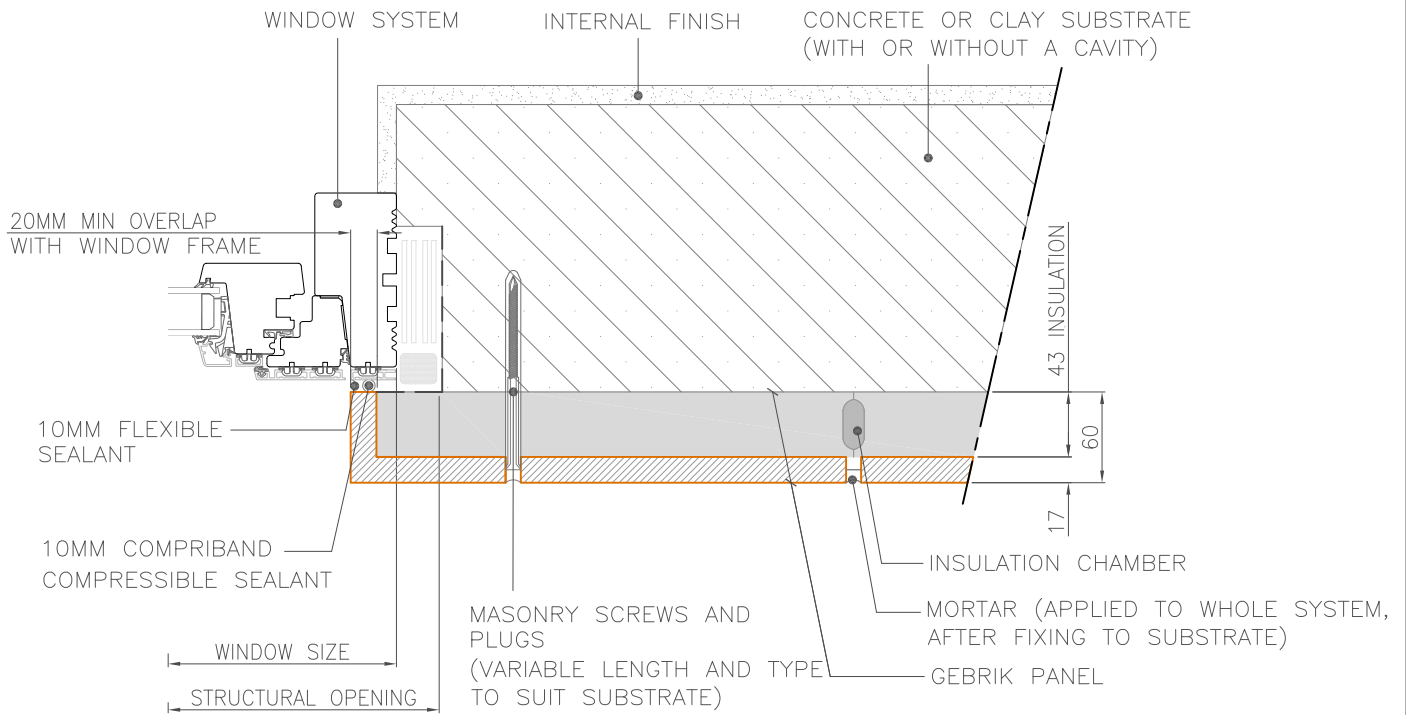 WINDOW SYSTEM
INTERNAL FINISH
CONCRETE OR CLAY SUBSTRATE
(WITH OR WITHOUT A CAVITY)
20MM MIN OVERLAP
WITH WINDOW FRAME
43 INSULATION
60
17
10MM FLEXIBLE
SEALANT
10MM COMPRIBAND
COMPRESSIBLE SEALANT
MASONRY SCREWS AND
PLUGS
(VARIABLE LENGTH AND TYPE
TO SUIT SUBSTRATE)
INSULATION CHAMBER
MORTAR (APPLIED TO WHOLE SYSTEM,
AFTER FIXING TO SUBSTRATE)
GEBRIK PANEL
WINDOW SIZE
STRUCTURAL OPENING